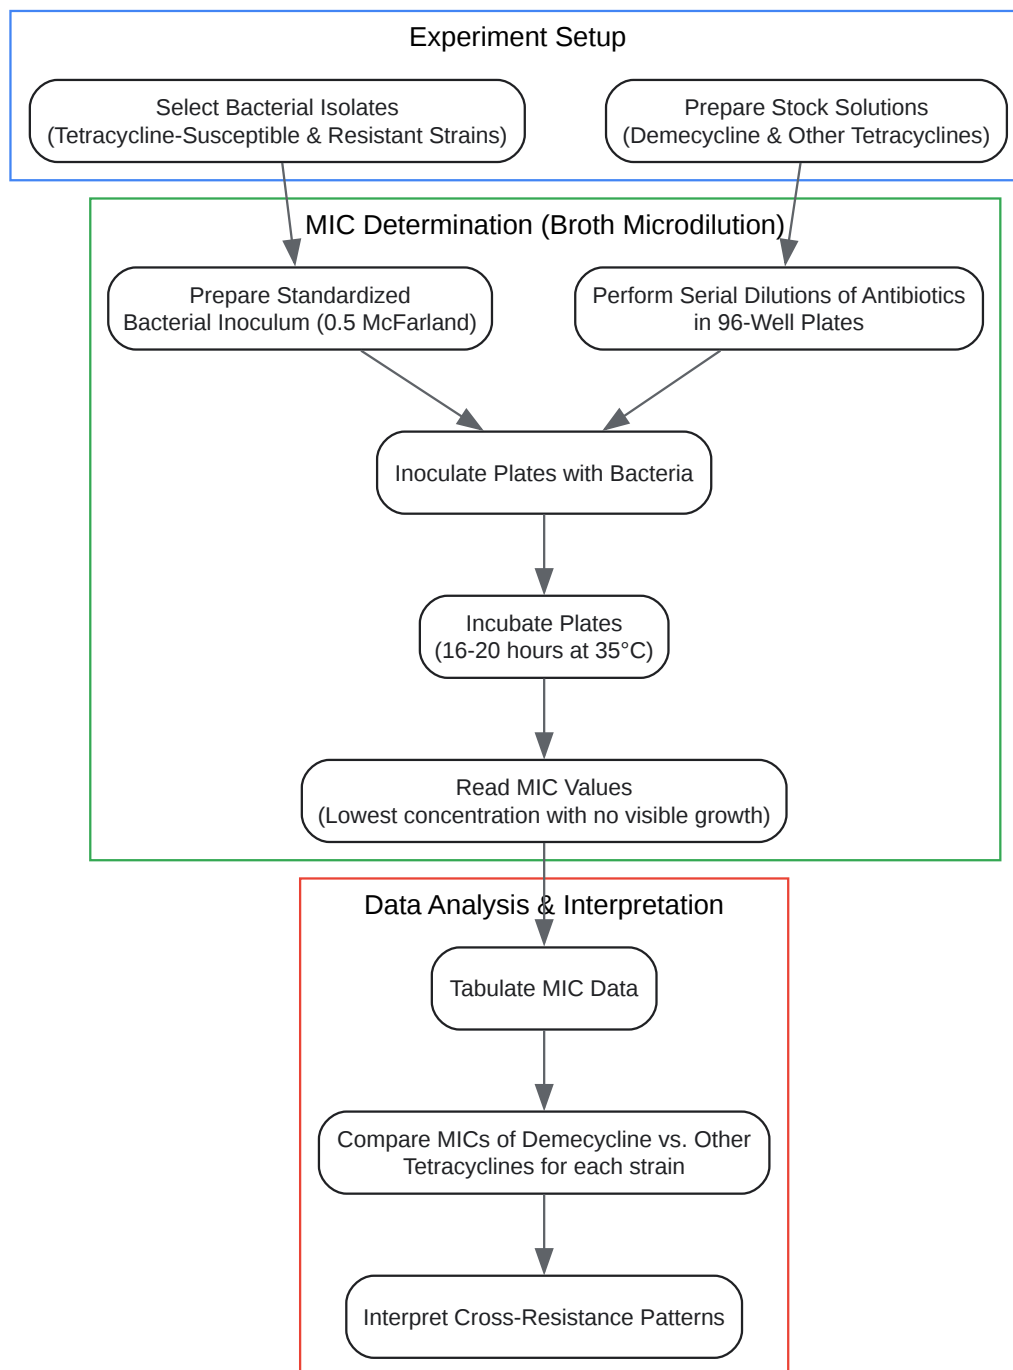 Experiment Setup
Select Bacterial Isolates
(Tetracycline-Susceptible & Resistant Strains)
Prepare Stock Solutions
(Demecycline & Other Tetracyclines)
MIC Determination (Broth Microdilution)
Prepare Standardized
Bacterial Inoculum (0.5 McFarland)
Perform Serial Dilutions of Antibiotics
in 96-Well Plates
Inoculate Plates with Bacteria
Incubate Plates
(16-20 hours at 35°C)
Read MIC Values
(Lowest concentration with no visible growth)
Data Analysis & Interpretation
Tabulate MIC Data
Compare MICs of Demecycline vs. Other
Tetracyclines for each strain
Interpret Cross-Resistance Patterns